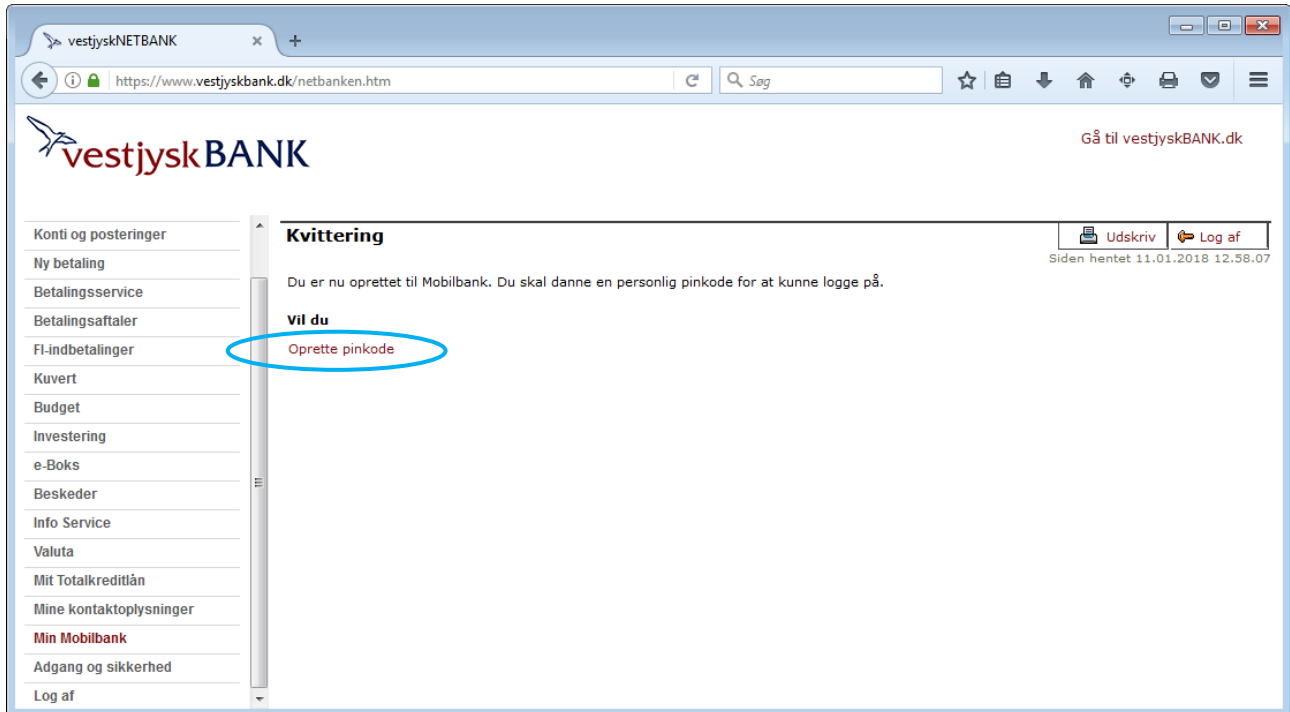 vestjyskNETBANK
https://www.vestjyskbank.dk/netbanken.htm
Søg
vestjyskBANK
Gå til vestjyskBANK.dk
Konti og posteringer
Ny betaling
Betalingsservice
Betalingsaftaler
FI-indbetalinger
Kuvert
Budget
Investering
e-Boks
Beskeder
Info Service
Valuta
Mit Totalkreditlån
Mine kontaktoplysninger
Min Mobilbank
Adgang og sikkerhed
Log af
Kvittering
Udskriv
Log af
Siden hentet 11.01.2018 12.58.07
Du er nu oprettet til Mobilbank. Du skal danne en personlig pinkode for at kunne logge på.
Vil du
Oprette pinkode